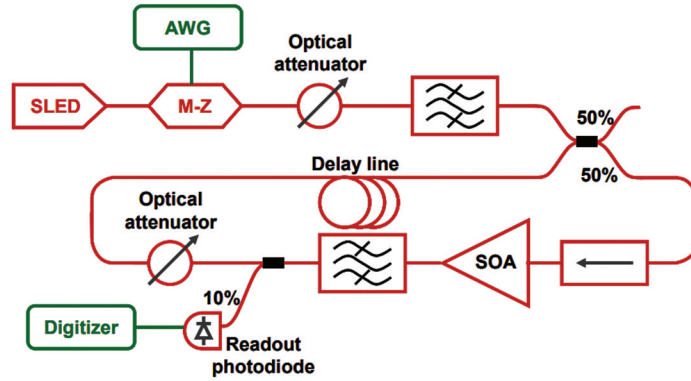 AWG
Optical
attenuator
SLED
M-Z
50%
50%
Delay line
Optical
attenuator
SOA
10%
Digitizer
Readout
photodiode